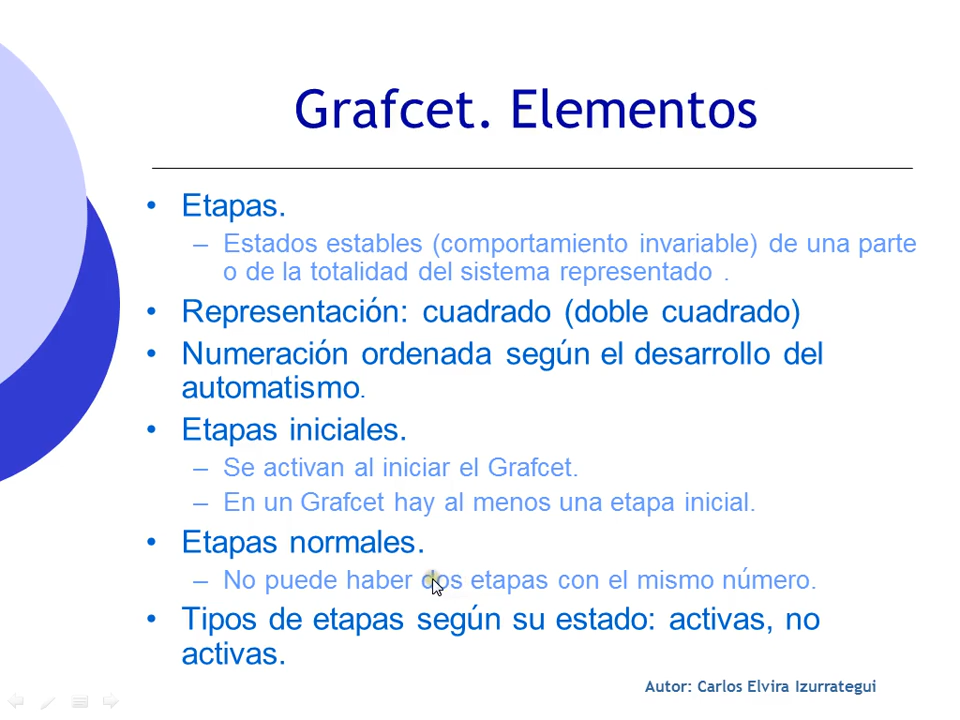 Grafcet. Elementos
• Etapas.
– Estados estables (comportamiento invariable) de una parte
o de la totalidad del sistema representado .
• Representación: cuadrado (doble cuadrado)
• Numeración ordenada según el desarrollo del
automatismo.
• Etapas iniciales.
– Se activan al iniciar el Grafcet.
– En un Grafcet hay al menos una etapa inicial.
• Etapas normales.
– No puede haber dos etapas con el mismo número.
• Tipos de etapas según su estado: activas, no
activas.
Autor: Carlos Elvira Izurrategui